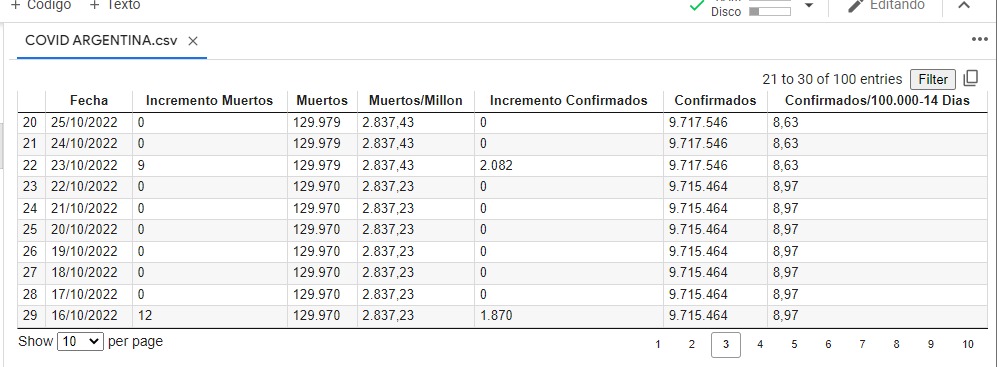 + Código + Texto
Disco
Editando
COVID ARGENTINA.csv
21 to 30 of 100 entries Filter
Fecha Incremento Muertos Muertos Muertos/Millon Incremento Confirmados Confirmados Confirmados/100.000-14 Dias
20 25/10/2022 0 129.979 2.837,43 0 9.717.546 8,63
21 24/10/2022 0 129.979 2.837,43 0 9.717.546 8,63
22 23/10/2022 9 129.979 2.837,43 2.082 9.717.546 8,63
23 22/10/2022 0 129.970 2.837,23 0 9.715.464 8,97
24 21/10/2022 0 129.970 2.837,23 0 9.715.464 8,97
25 20/10/2022 0 129.970 2.837,23 0 9.715.464 8,97
26 19/10/2022 0 129.970 2.837,23 0 9.715.464 8,97
27 18/10/2022 0 129.970 2.837,23 0 9.715.464 8,97
28 17/10/2022 0 129.970 2.837,23 0 9.715.464 8,97
29 16/10/2022 12 129.970 2.837,23 1.870 9.715.464 8,97
Show 10 per page 1 2 3 4 5 6 7 8 9 10